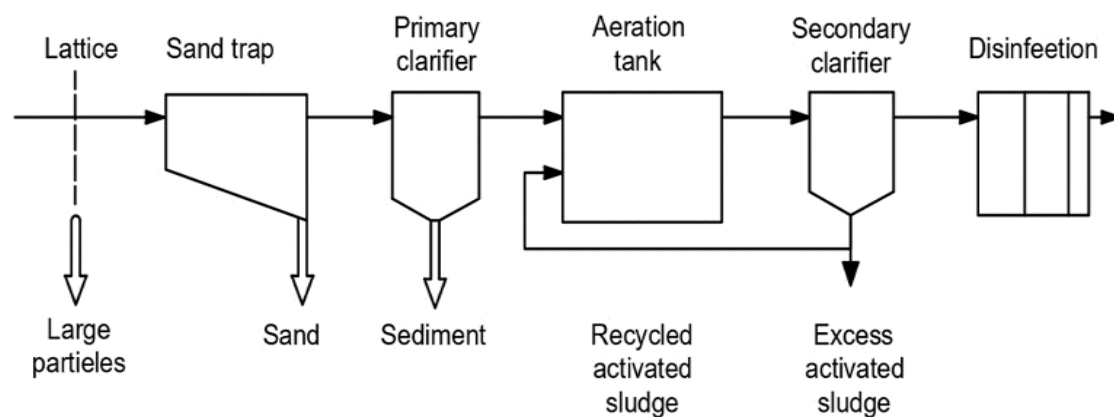 Lattice
Sand trap
Primary
clarifier
Aeration
tank
Secondary
clarifier
Disinfeetion
Large
partieles
Sand
Sediment
Recycled
activated
sludge
Excess
activated
sludge